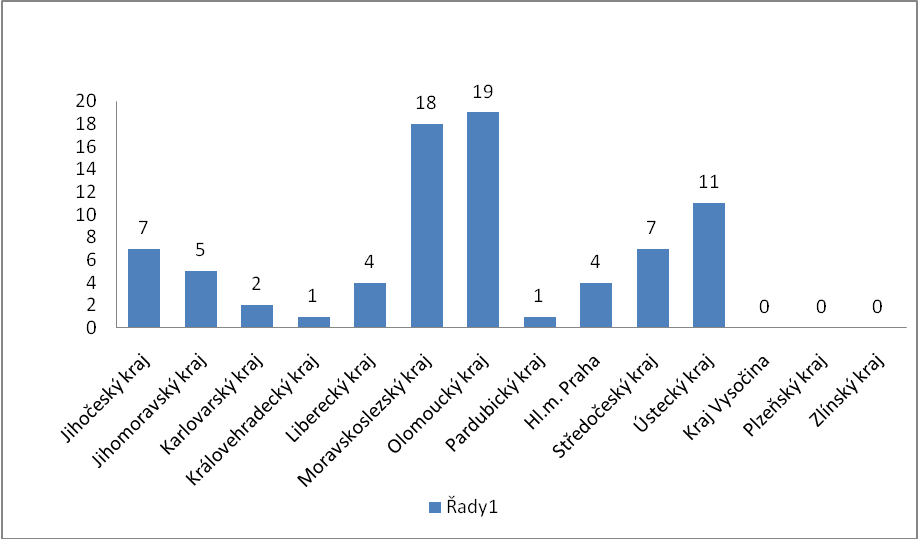 20
18
16
14
12
10
8
6
4
2
0
7
5
2
1
4
18
19
1
4
7
11
0
0
0
Jihočeský kraj
Jihomoravský kraj
Karlovarský kraj
Královehradecký kraj
Liberecký kraj
Moravskoslezský kraj
Olomoucký kraj
Pardubický kraj
Hl.m. Praha
Středočeský kraj
Ústecký kraj
Kraj Vysočina
Plzeňský kraj
Zlínský kraj
Řady1